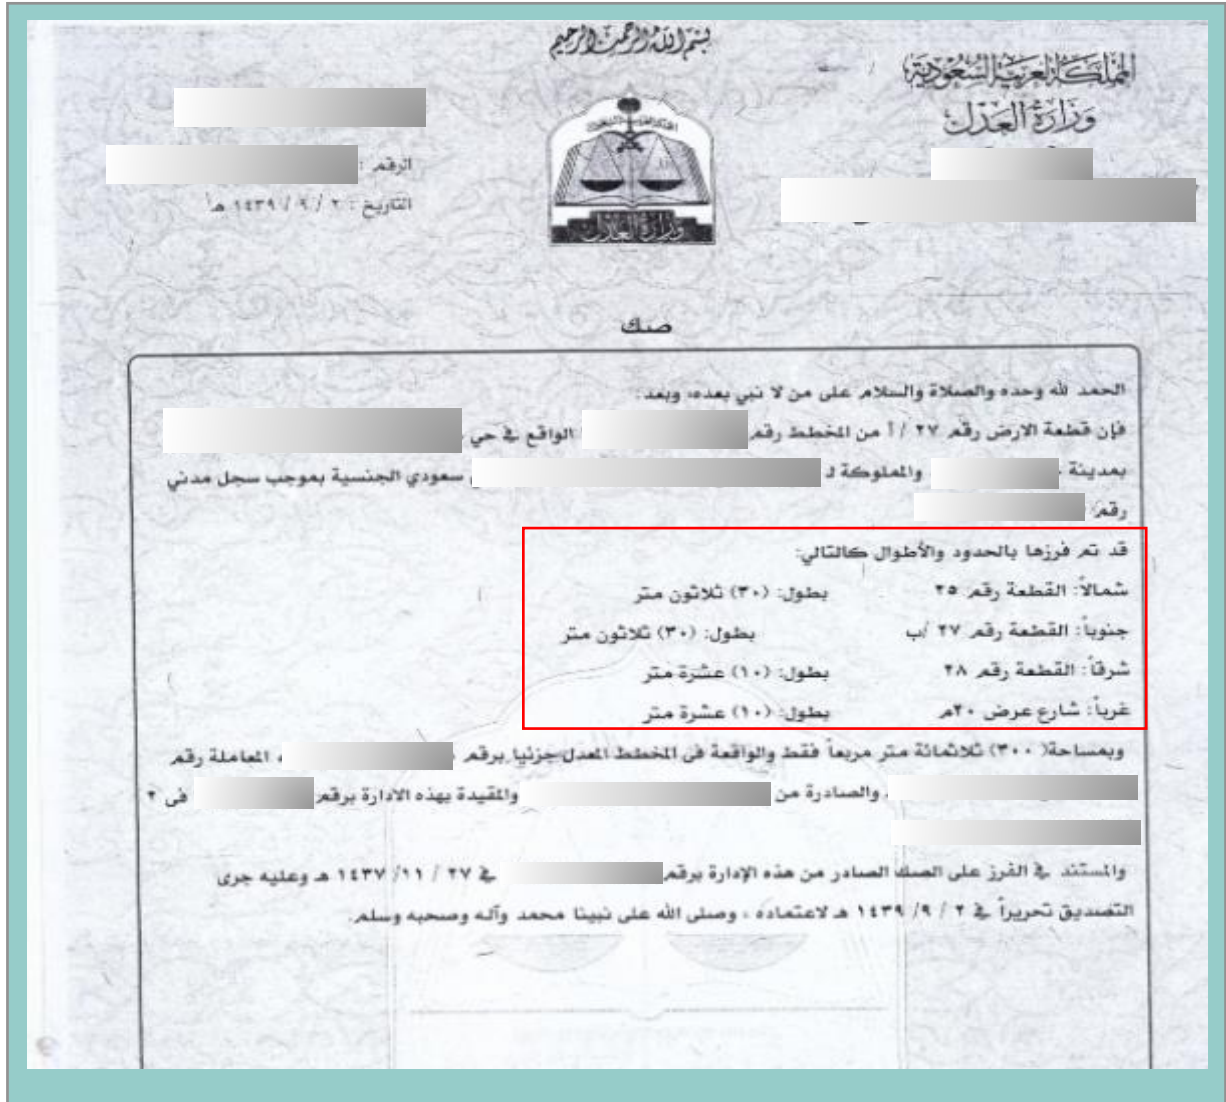 بسم الله الرحمن الرحيم
المملكة العربية السعودية
وزارة العدل
الرقم :
التاريخ : ٢ / ٩ / ١٤٣٩ هـ
وزارة العدل
صك
الحمد لله وحده والصلاة والسلام على من لا نبي بعده، وبعد :
فإن قطعة الارض رقم ٢٧ / أ من المخطط رقم الواقع في حي
بمدينة والمملوكة لـ سعودي الجنسية بموجب سجل مدني
رقم
قد تم فرزها بالحدود والأطوال كالتالي:
شمالاً: القطعة رقم ٢٥ بطول: (٣٠) ثلاثون متر
جنوباً: القطعة رقم ٢٧ /ب بطول: (٣٠) ثلاثون متر
شرقاً: القطعة رقم ٢٨ بطول: (١٠) عشرة متر
غرباً: شارع عرض ٢٠م بطول: (١٠) عشرة متر
وبمساحة( ٣٠٠) ثلاثمائة متر مربعاً فقط والواقعة في المخطط المعدل جزئيا برقم المعاملة رقم
والصادرة من والمقيدة بهذه الادارة برقم في ٢
والمستند في الفرز على الصك الصادر من هذه الإدارة برقم في ٢٧ / ١١/ ١٤٣٧ هـ وعليه جرى
التصديق تحريراً في ٢ / ٩/ ١٤٣٩ هـ لاعتماده ، وصلى الله على نبينا محمد وآله وصحبه وسلم.